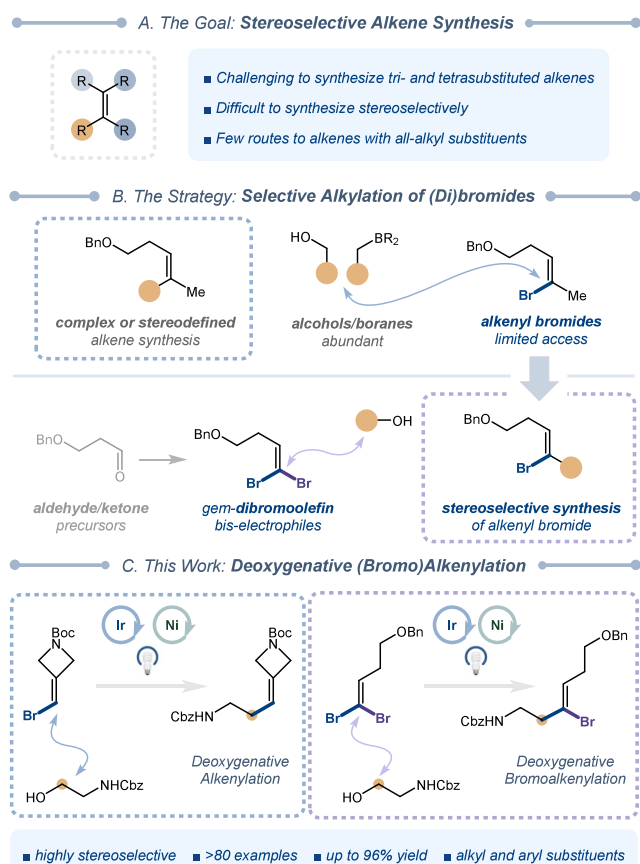 A. The Goal: Stereoselective Alkene Synthesis
R R
R R
Challenging to synthesize tri- and tetrasubstituted alkenes
Difficult to synthesize stereoselectively
Few routes to alkenes with all-alkyl substituents
B. The Strategy: Selective Alkylation of (Di)bromides
BnO
Me
complex or stereodefined
alkene synthesis
HO BR2
alcohols/boranes
abundant
BnO
Br Me
alkenyl bromides
limited access
BnO
O
aldehyde/ketone
precursors
BnO
Br Br
gem-dibromoolefin
bis-electrophiles
OH
BnO
Br
stereoselective synthesis
of alkenyl bromide
C. This Work: Deoxygenative (Bromo)Alkenylation
Boc
N
Br
HO NHCbz
Ir Ni
Boc
N
CbzHN
Deoxygenative
Alkenylation
OBn
Br Br
HO NHCbz
Ir Ni
OBn
CbzHN
Br
Deoxygenative
Bromoalkenylation
highly stereoselective >80 examples up to 96% yield alkyl and aryl substituents